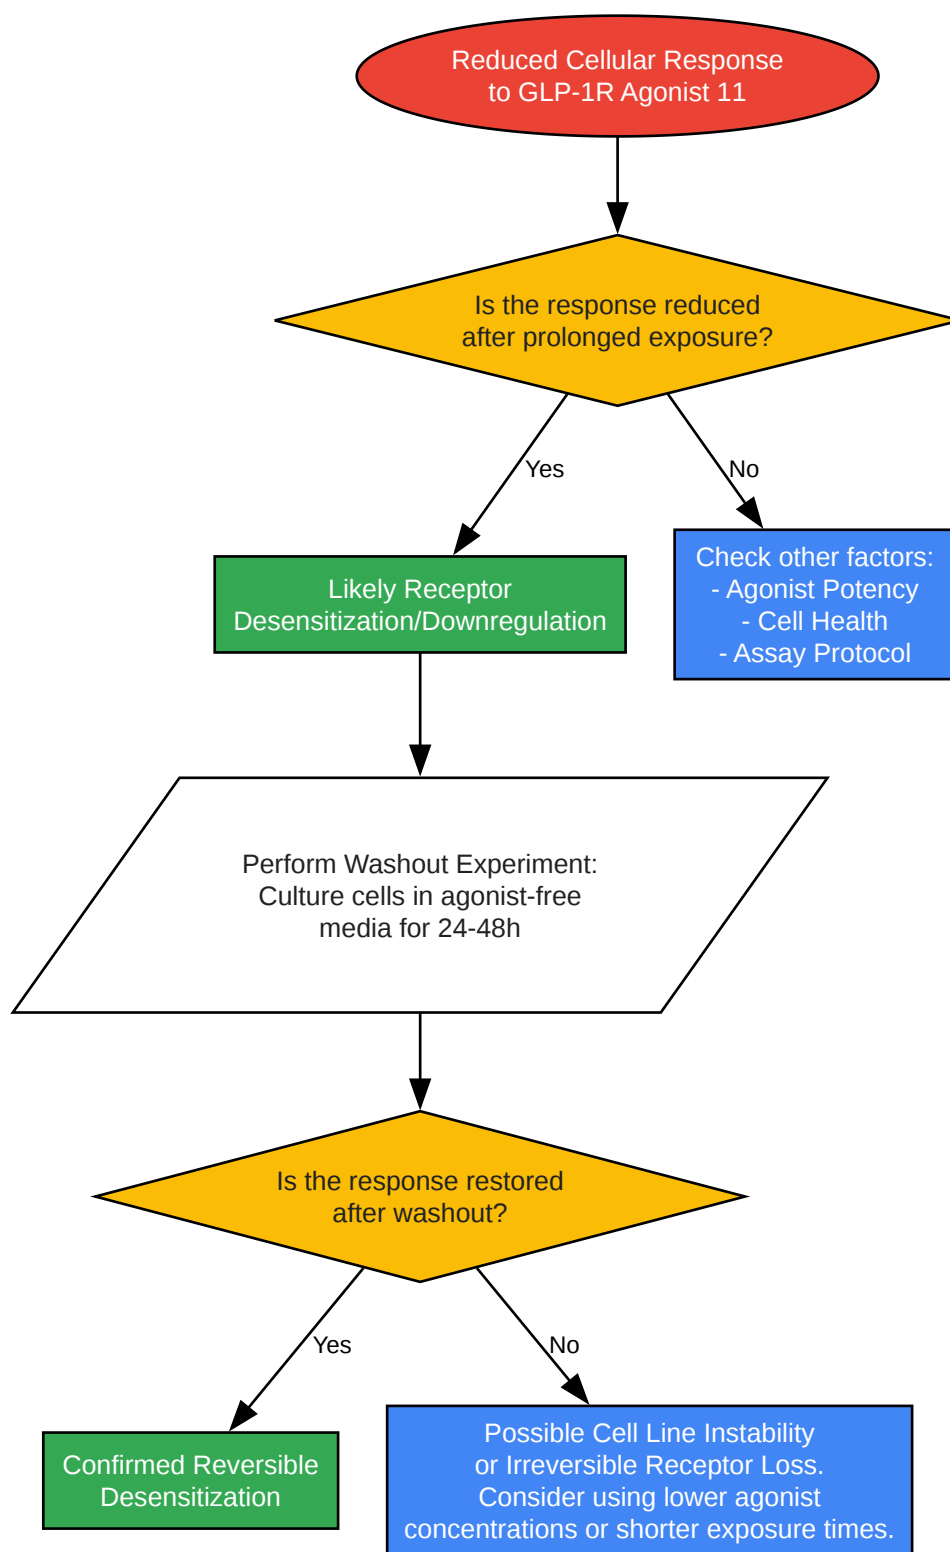 Reduced Cellular Response
to GLP-1R Agonist 11
Is the response reduced
after prolonged exposure?
Yes
No
Likely Receptor
Desensitization/Downregulation
Check other factors:
- Agonist Potency
- Cell Health
- Assay Protocol
Perform Washout Experiment:
Culture cells in agonist-free
media for 24-48h
Is the response restored
after washout?
Yes
No
Confirmed Reversible
Desensitization
Possible Cell Line Instability
or Irreversible Receptor Loss.
Consider using lower agonist
concentrations or shorter exposure times.